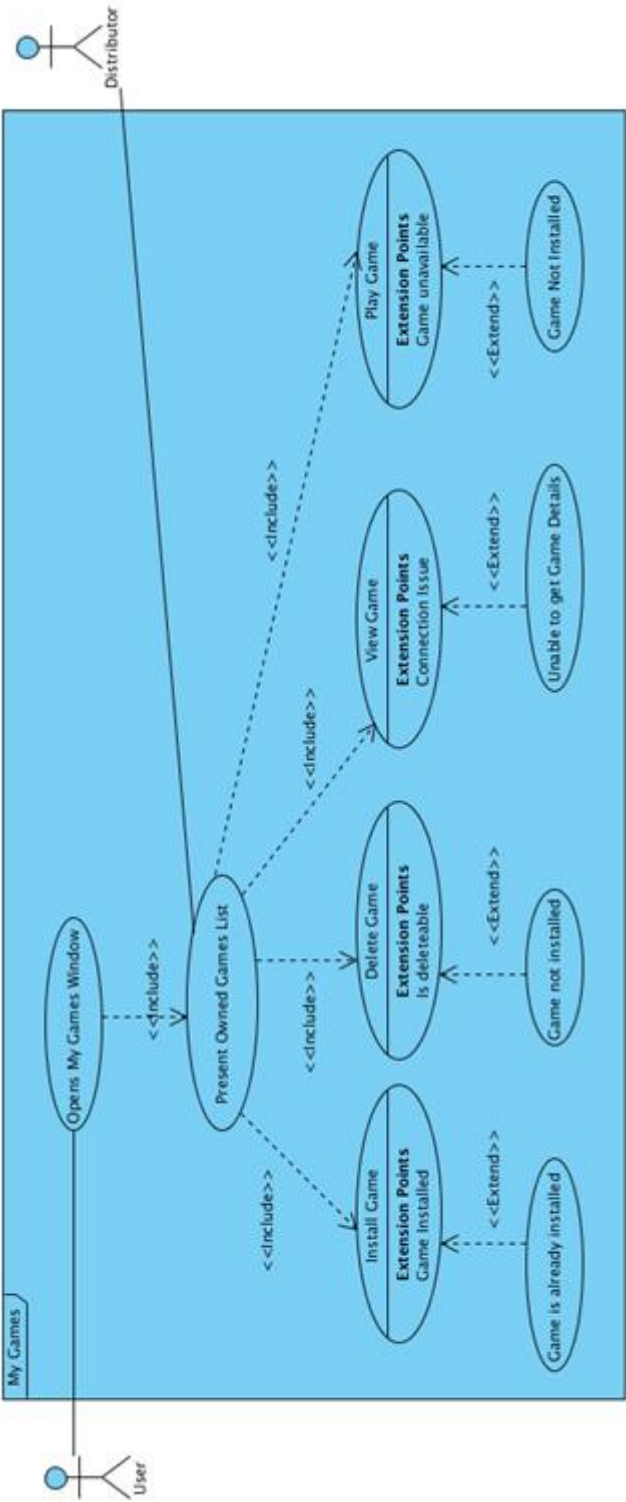 My Games
User
Distributor
Opens My Games Window
<<Include>>
Present Owned Games List
<<Include>>
<<Include>>
<<Include>>
<<Include>>
Install Game
Extension Points
Game Installed
Delete Game
Extension Points
Is deleteable
View Game
Extension Points
Connection Issue
Play Game
Extension Points
Game unavailable
<<Extend>>
<<Extend>>
<<Extend>>
<<Extend>>
Game is already installed
Game not installed
Unable to get Game Details
Game Not Installed